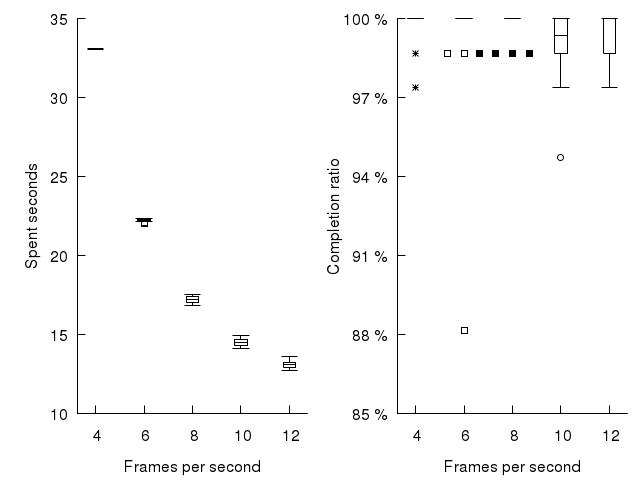 35
30
25
20
15
10
Spent seconds
4 6 8 10 12
Frames per second
100 %
97 %
94 %
91 %
88 %
85 %
Completion ratio
4 6 8 10 12
Frames per second